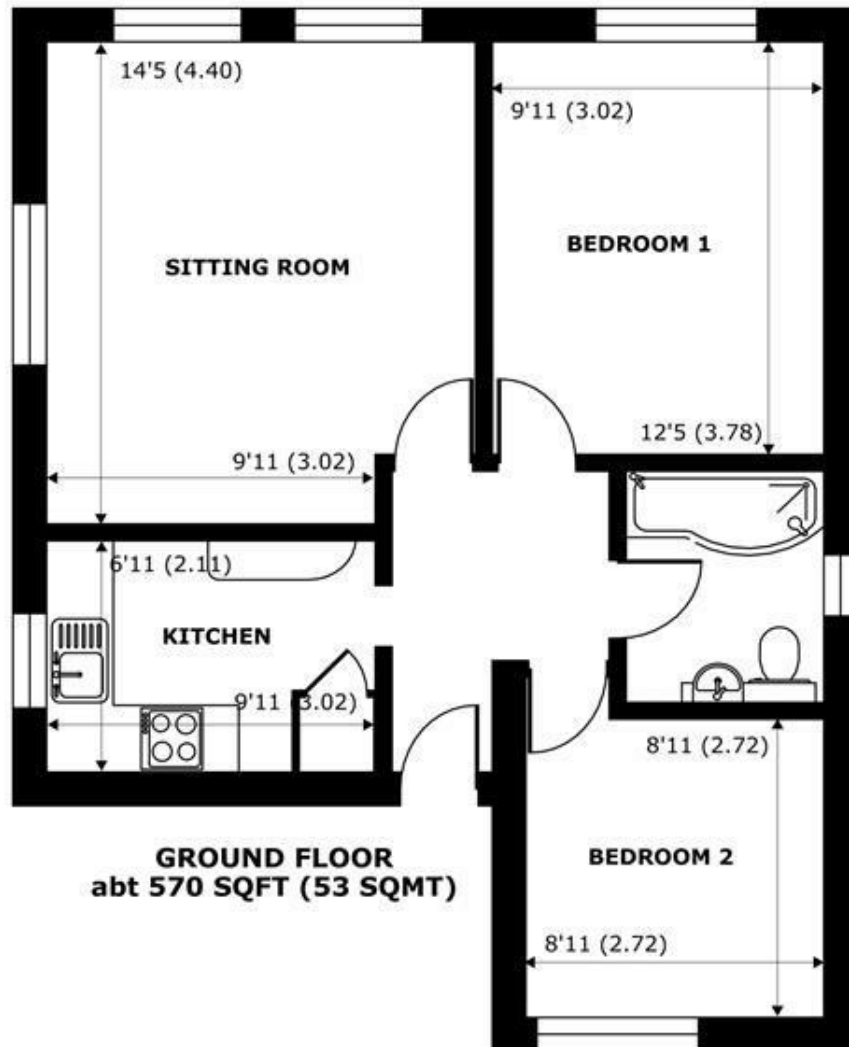 14'5 (4.40)
9'11 (3.02)
SITTING ROOM
BEDROOM 1
12'5 (3.78)
9'11 (3.02)
6'11 (2.11)
KITCHEN
9'11 (3.02)
8'11 (2.72)
GROUND FLOOR
abt 570 SQFT (53 SQMT)
BEDROOM 2
8'11 (2.72)